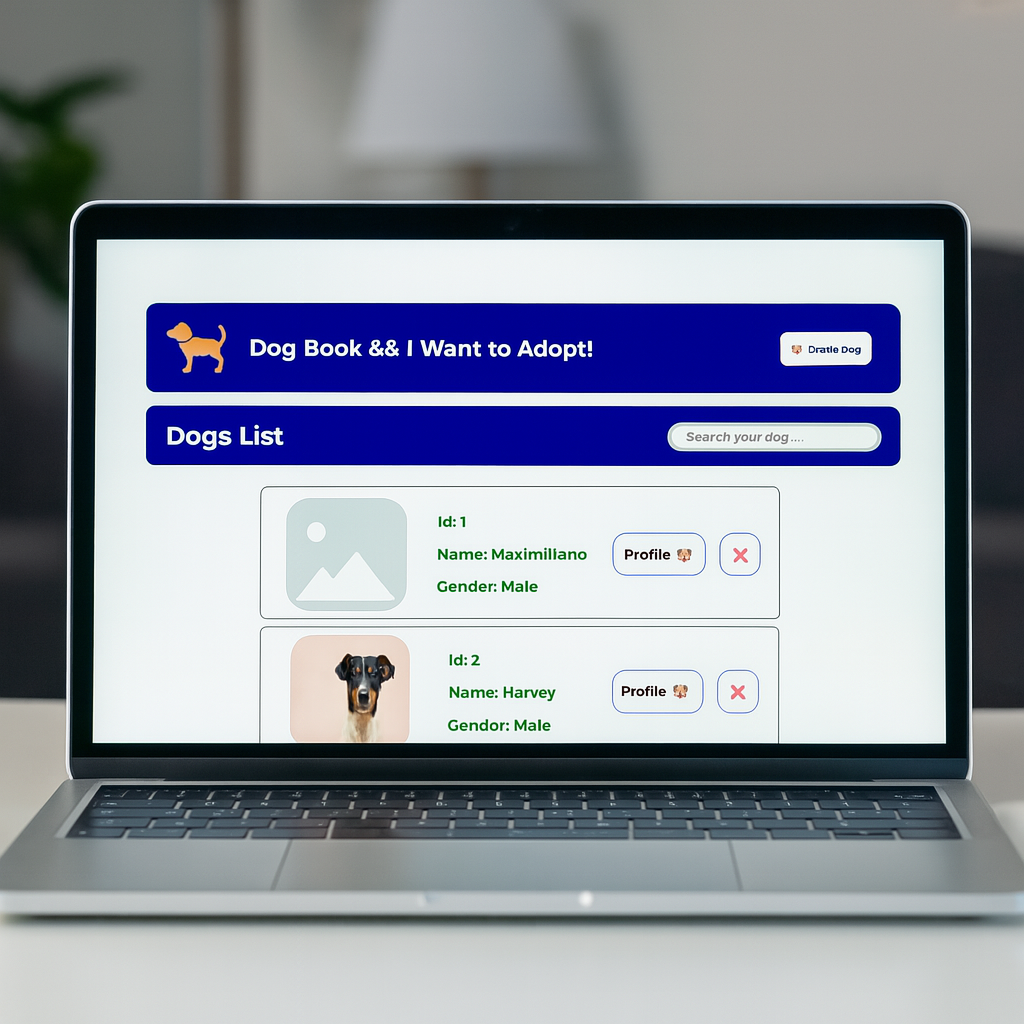 Dog Book && I Want to Adopt!
Dratle Dog
Dogs List
Search your dog ....
Id: 1
Name: Maximiliano
Gender: Male
Profile
Id: 2
Name: Harvey
Gendor: Male
Profile